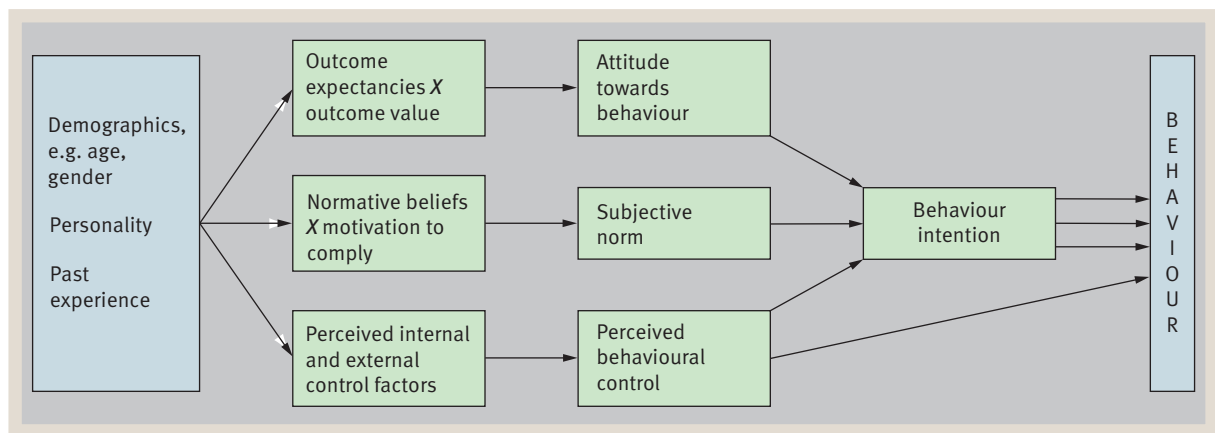 Demographics,
e.g. age,
gender
Personality
Past
experience
Outcome
expectancies X
outcome value
Normative beliefs
X motivation to
comply
Perceived internal
and external
control factors
Attitude
towards
behaviour
Subjective
norm
Perceived
behavioural
control
Behaviour
intention
B
E
H
A
V
I
O
U
R